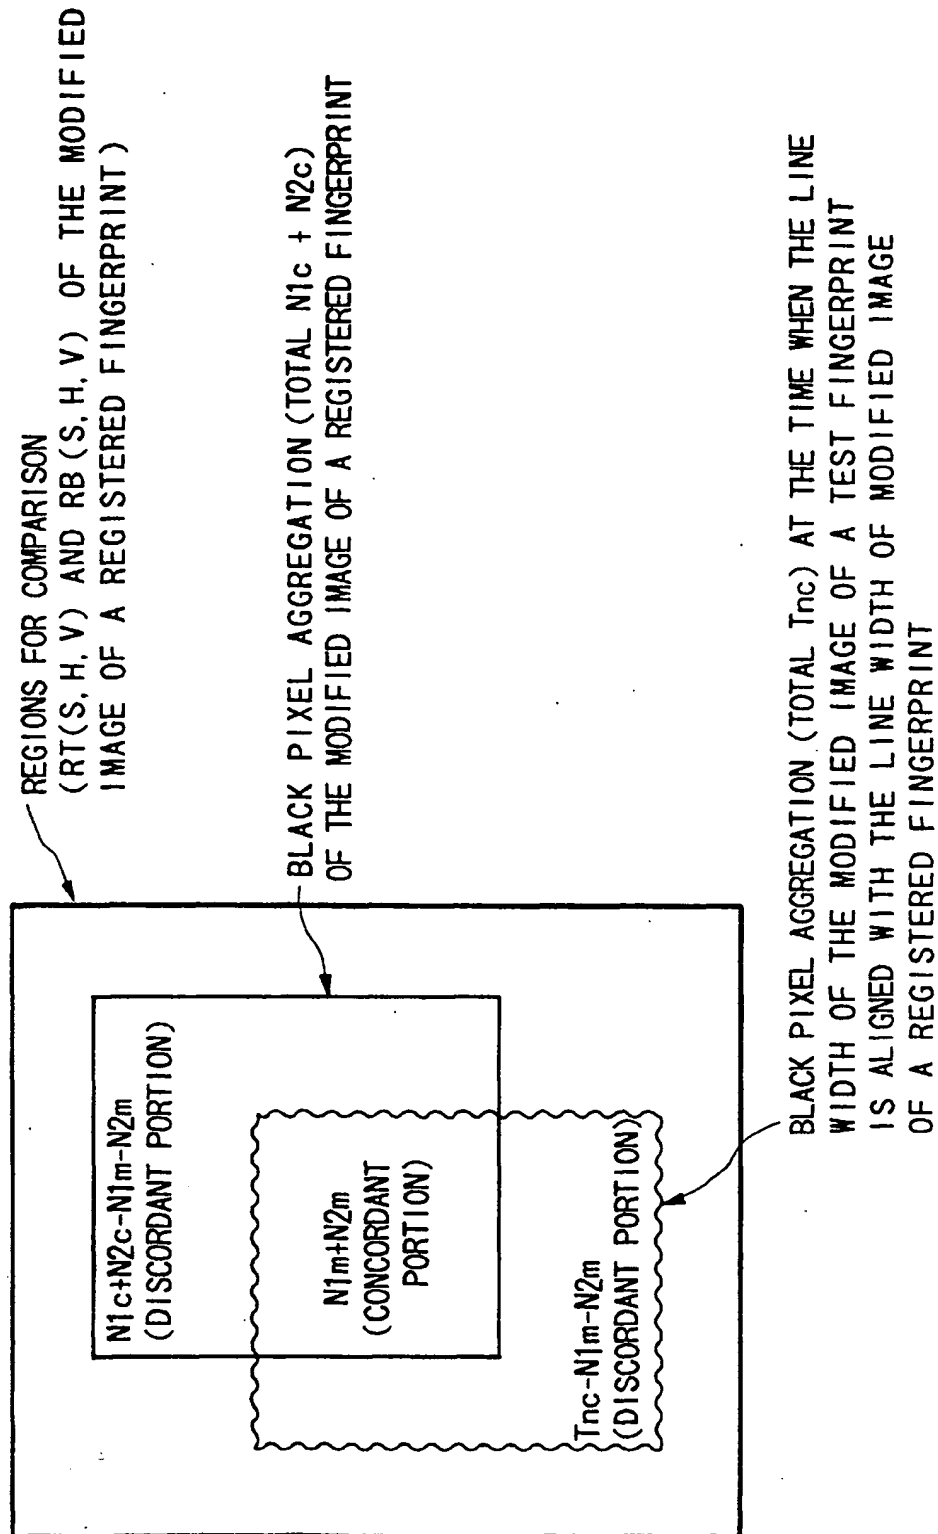 REGIONS FOR COMPARISON
(RT(S, H, V) AND RB (S, H, V) OF THE MODIFIED
IMAGE OF A REGISTERED FINGERPRINT)
BLACK PIXEL AGGREGATION (TOTAL N1c + N2c)
OF THE MODIFIED IMAGE OF A REGISTERED FINGERPRINT
N1c+N2c-N1m-N2m
(DISCORDANT PORTION)
N1m+N2m
(CONCORDANT
PORTION)
Tnc-N1m-N2m
(DISCORDANT PORTION)
BLACK PIXEL AGGREGATION (TOTAL Tnc) AT THE TIME WHEN THE LINE
WIDTH OF THE MODIFIED IMAGE OF A TEST FINGERPRINT
IS ALIGNED WITH THE LINE WIDTH OF MODIFIED IMAGE
OF A REGISTERED FINGERPRINT